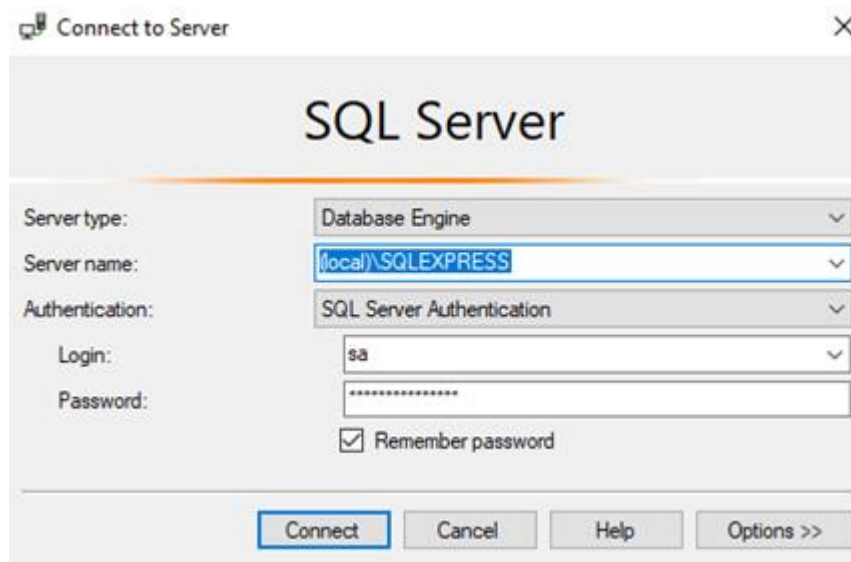 Connect to Server
SQL Server
Server type: Database Engine
Server name: (local)\SQLEXPRESS
Authentication: SQL Server Authentication
Login: sa
Password: ***************
Remember password
Connect Cancel Help Options >>